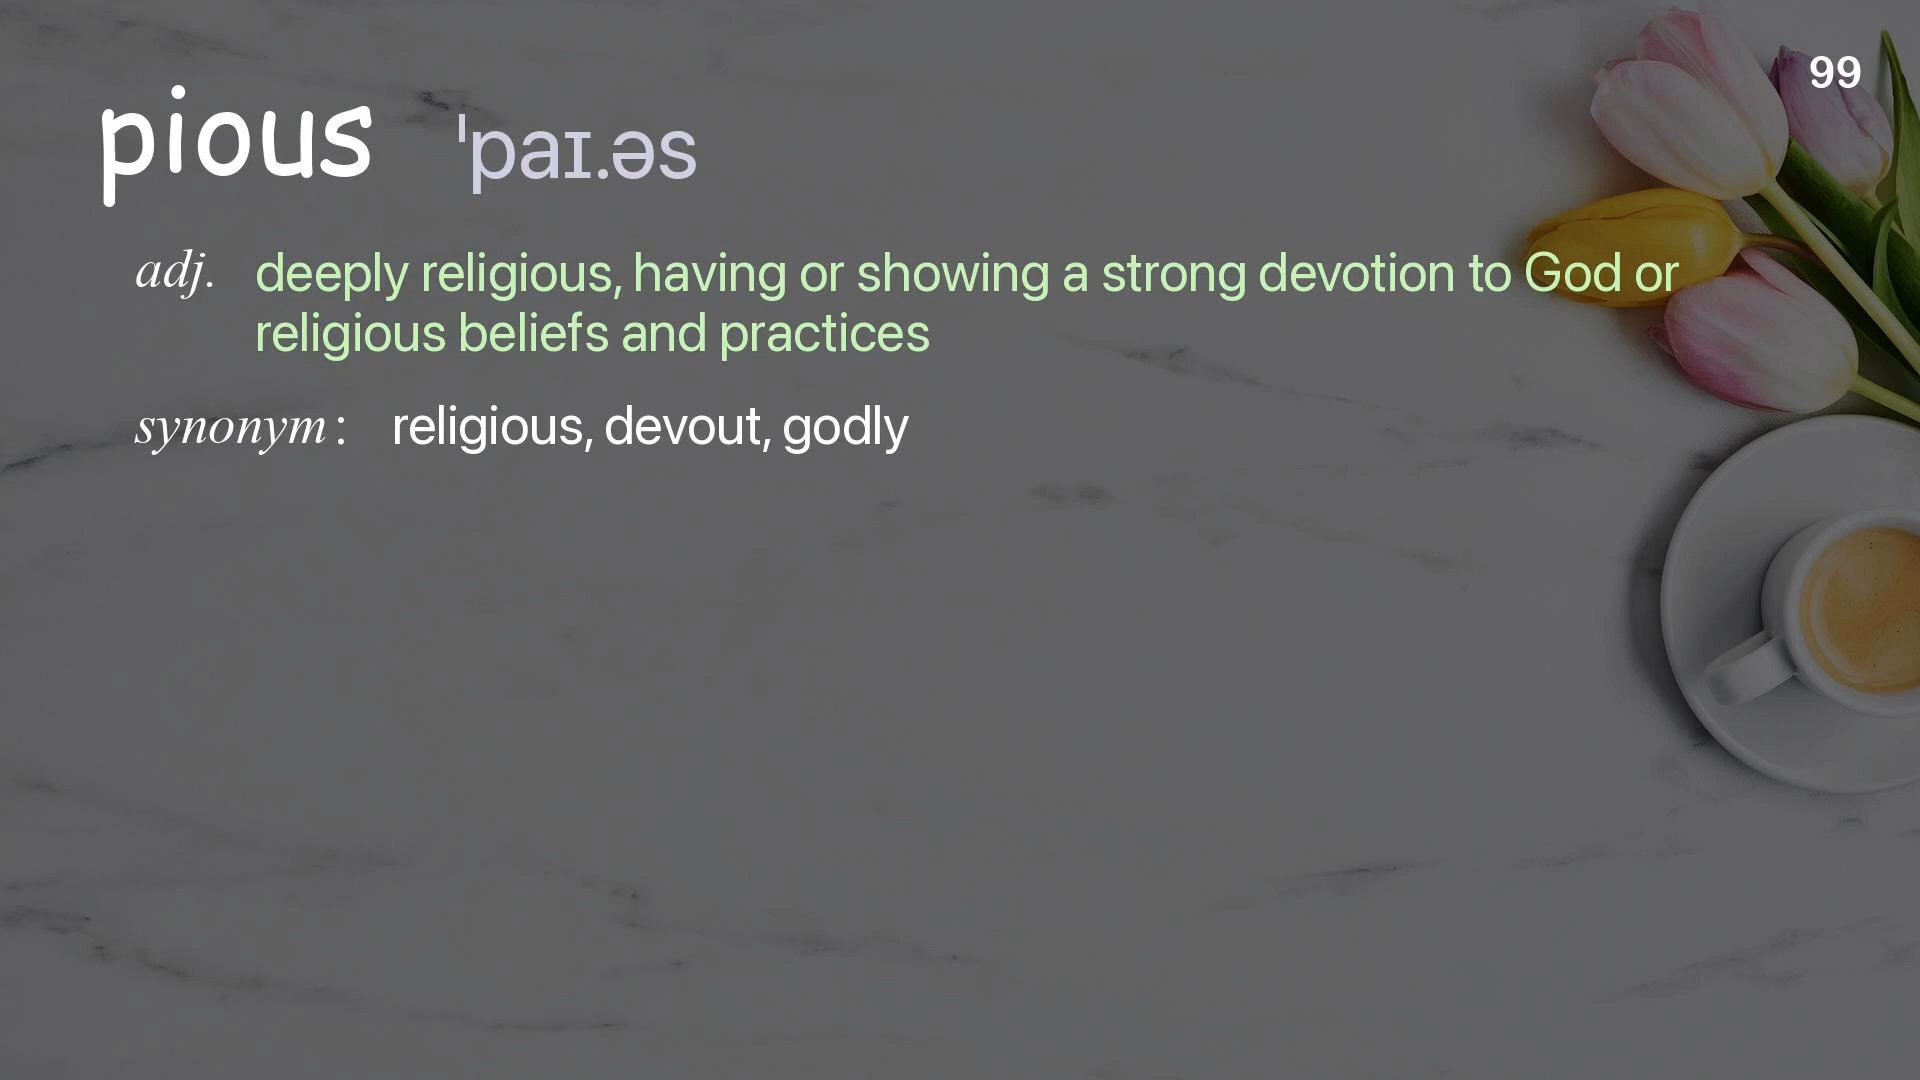 99
pious ˈpaɪ.əs
adj. deeply religious, having or showing a strong devotion to God or
religious beliefs and practices
synonym : religious, devout, godly